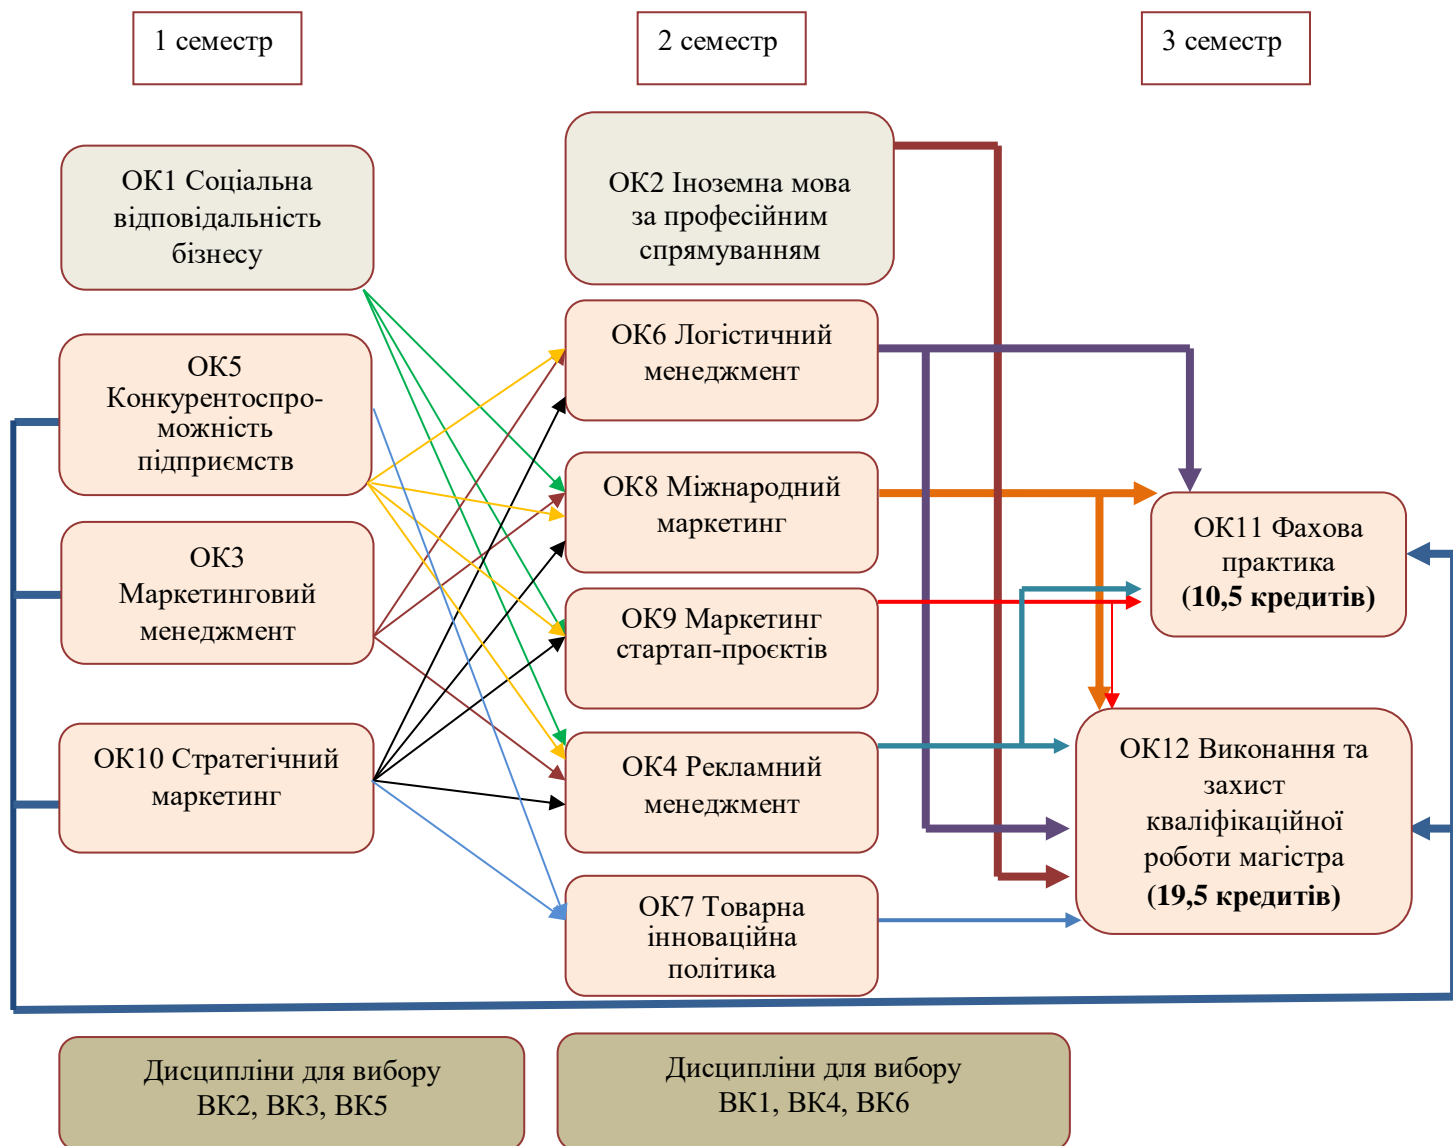 1 семестр
2 семестр
3 семестр
ОК1 Соціальна
відповідальність
бізнесу
ОК5
Конкурентоспро-
можність
підприємств
ОК3
Маркетинговий
менеджмент
ОК10 Стратегічний
маркетинг
ОК2 Іноземна мова
за професійним
спрямуванням
ОК6 Логістичний
менеджмент
ОК8 Міжнародний
маркетинг
ОК9 Маркетинг
стартап-проєктів
ОК4 Рекламний
менеджмент
ОК7 Товарна
інноваційна
політика
ОК11 Фахова
практика
(10,5 кредитів)
ОК12 Виконання та
захист
кваліфікаційної
роботи магістра
(19,5 кредитів)
Дисципліни для вибору
ВК2, ВК3, ВК5
Дисципліни для вибору
ВК1, ВК4, ВК6